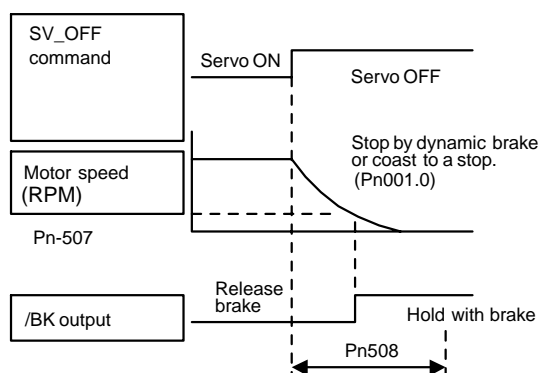 SV_OFF
command
Servo ON
Servo OFF
Stop by dynamic brake
or coast to a stop.
(Pn001.0)
Motor speed
(RPM)
Pn-507
Release
brake
/BK output
Hold with brake
Pn508